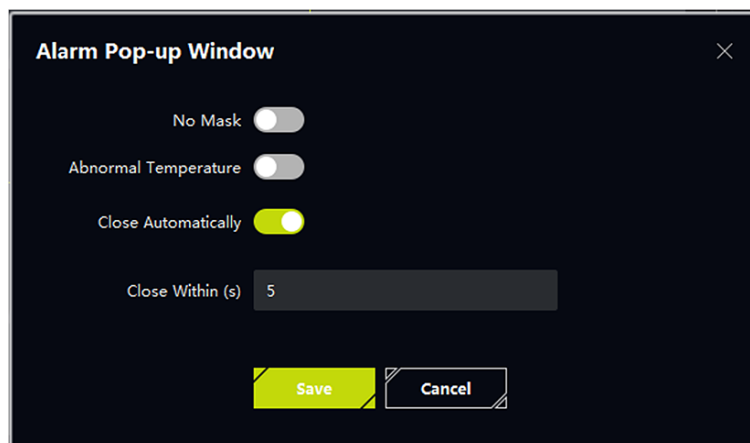 Alarm Pop-up Window
No Mask
Abnormal Temperature
Close Automatically
Close Within (s) 5
Save Cancel